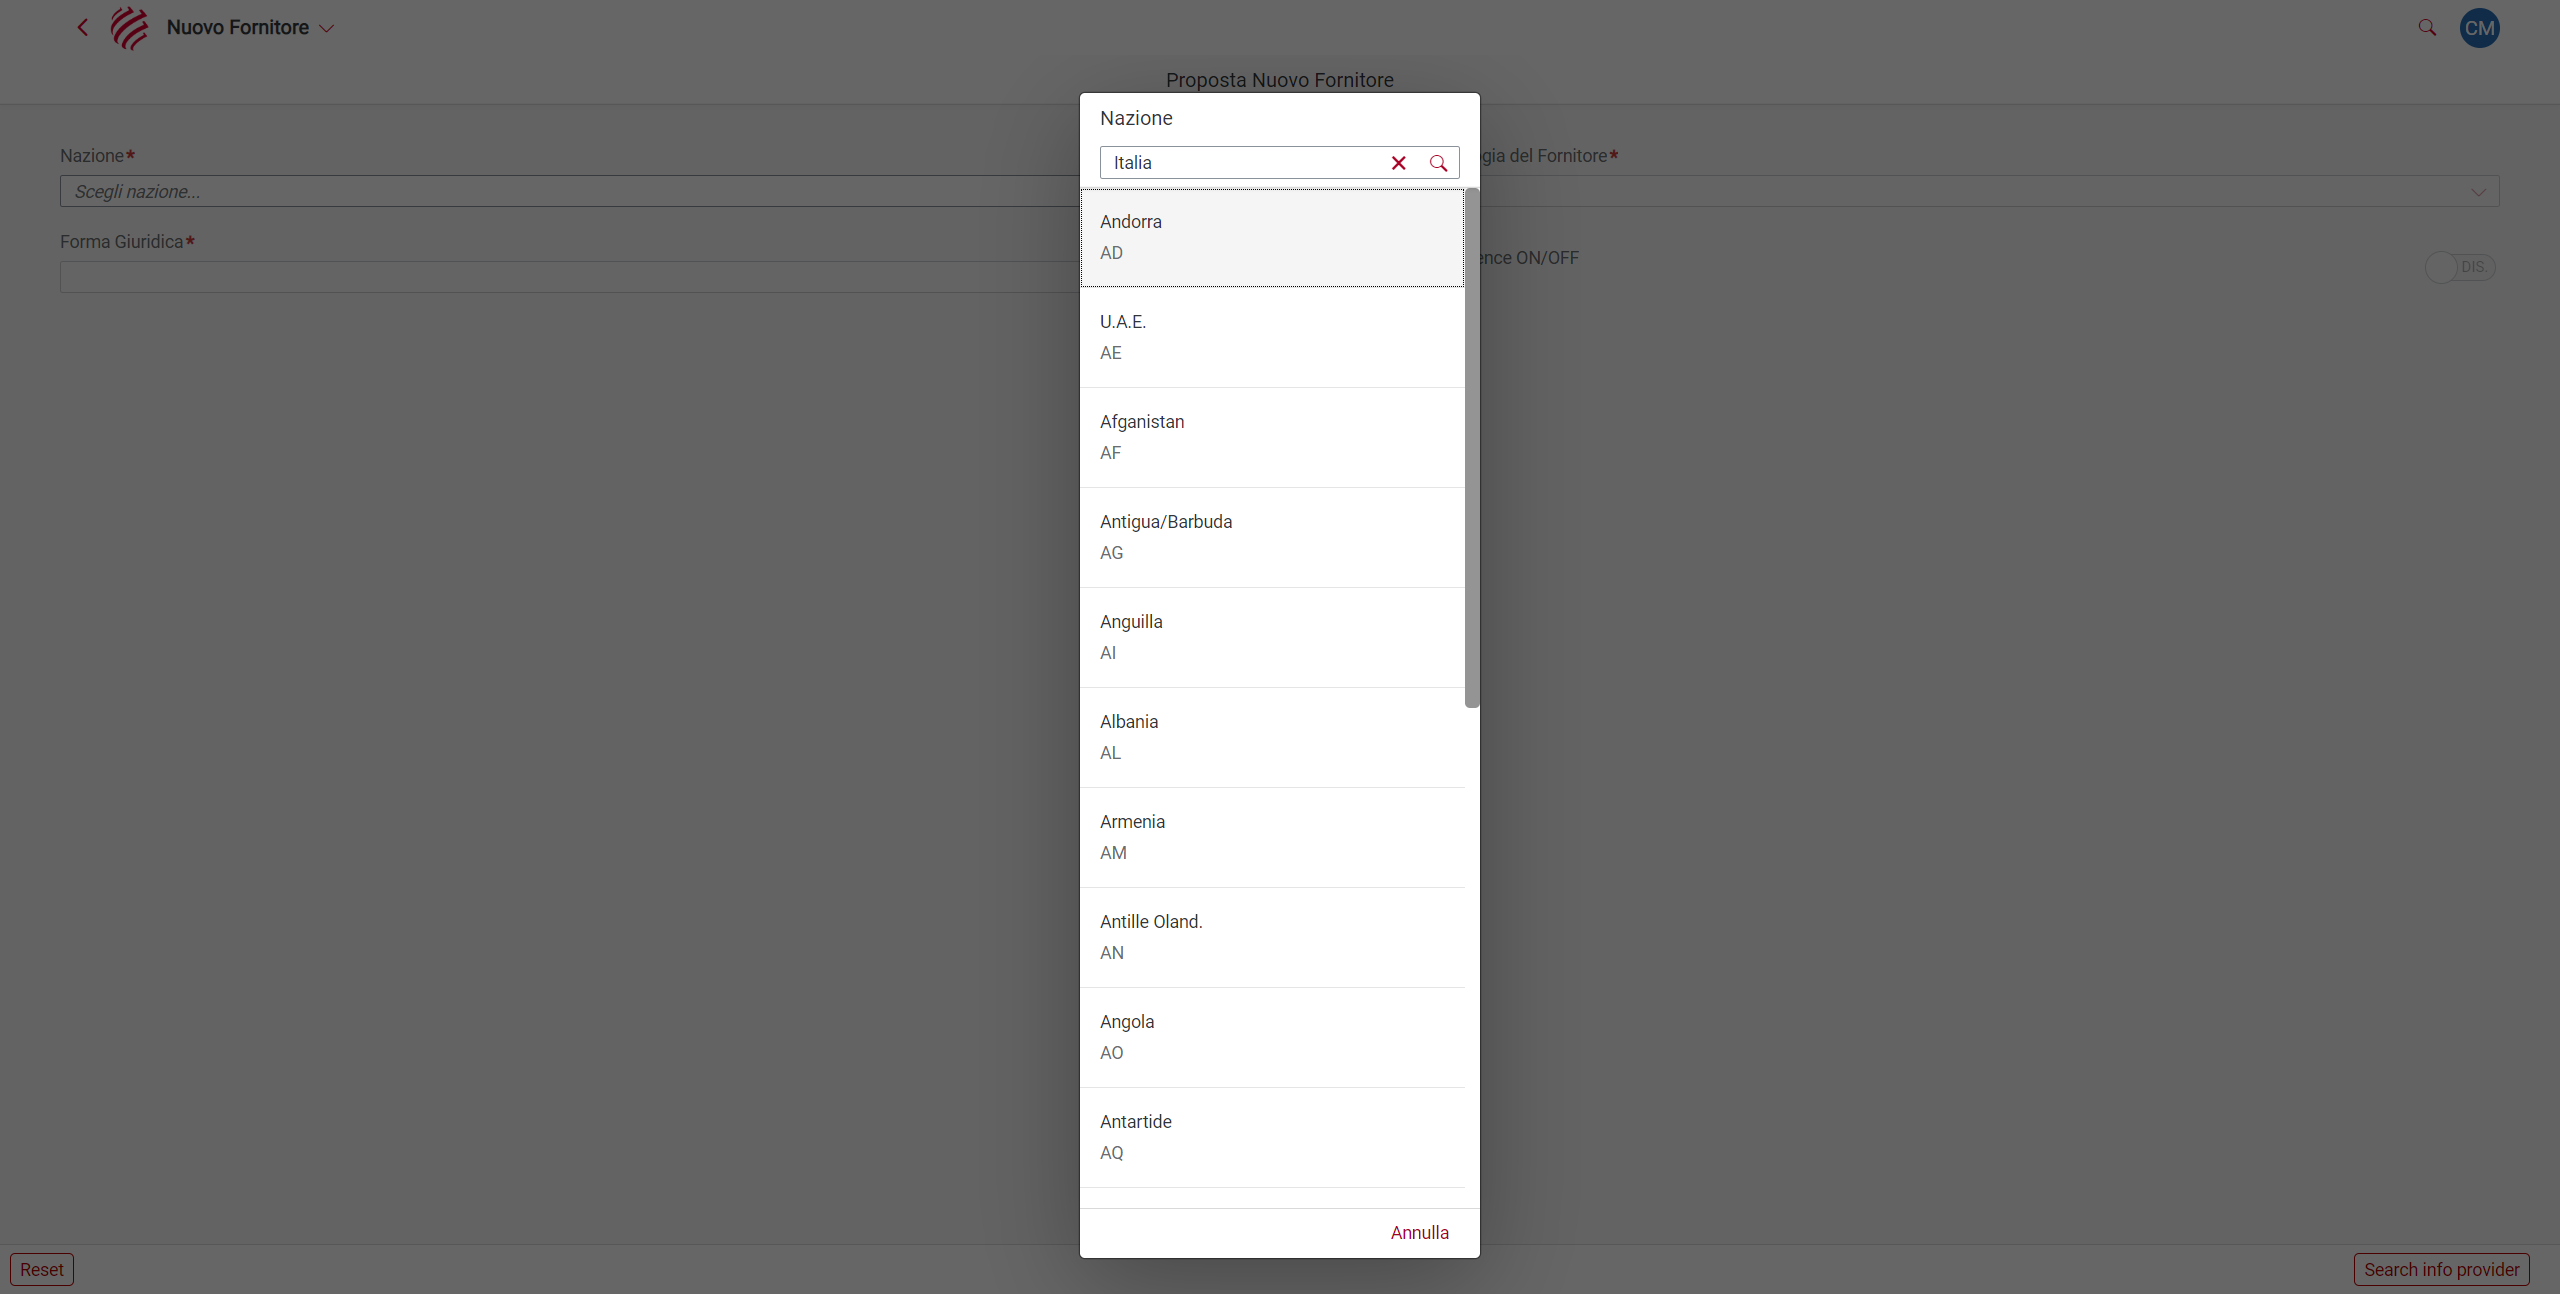 Nuovo Fornitore
CM
Proposta Nuovo Fornitore
Nazione*
Scegli nazione...
Forma Giuridica*
gia del Fornitore*
ence ON/OFF
DIS.
Nazione
Italia
Andorra
AD
U.A.E.
AE
Afganistan
AF
Antigua/Barbuda
AG
Anguilla
AI
Albania
AL
Armenia
AM
Antille Oland.
AN
Angola
AO
Antartide
AQ
Annulla
Reset
Search info provider